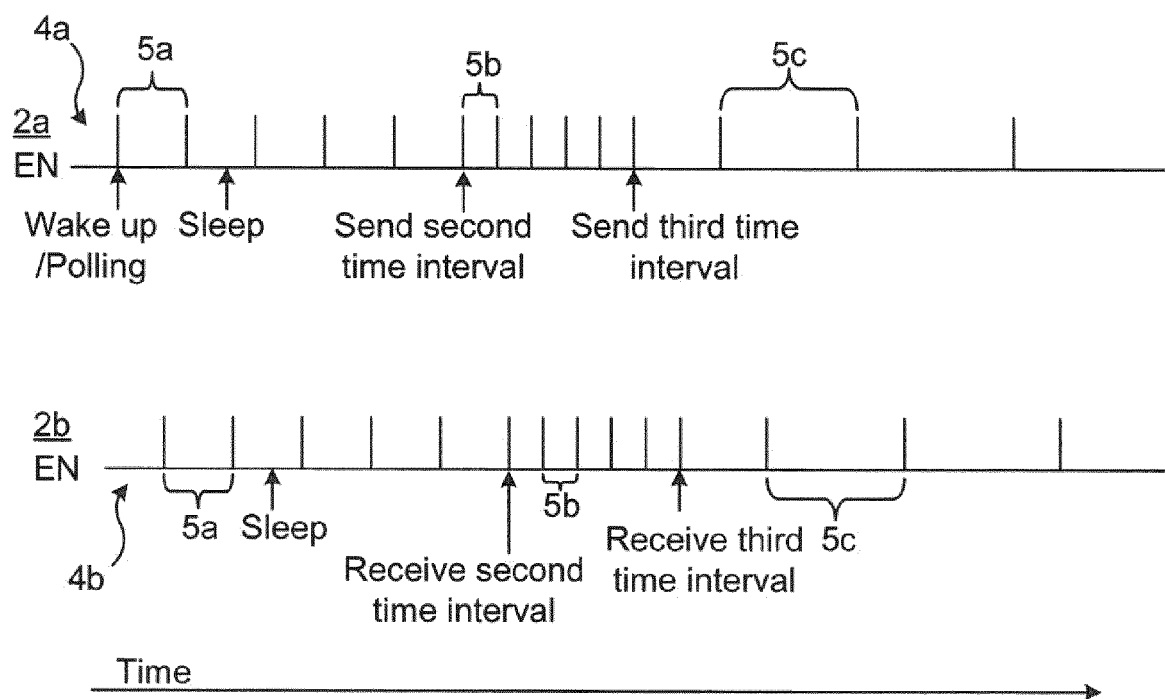 4a
5a
5b
5c
2a
EN
Wake up
/Polling
Sleep
Send second
time interval
Send third time
interval
2b
EN
5a
Sleep
5b
4b
Receive second
time interval
Receive third
time interval
5c
Time